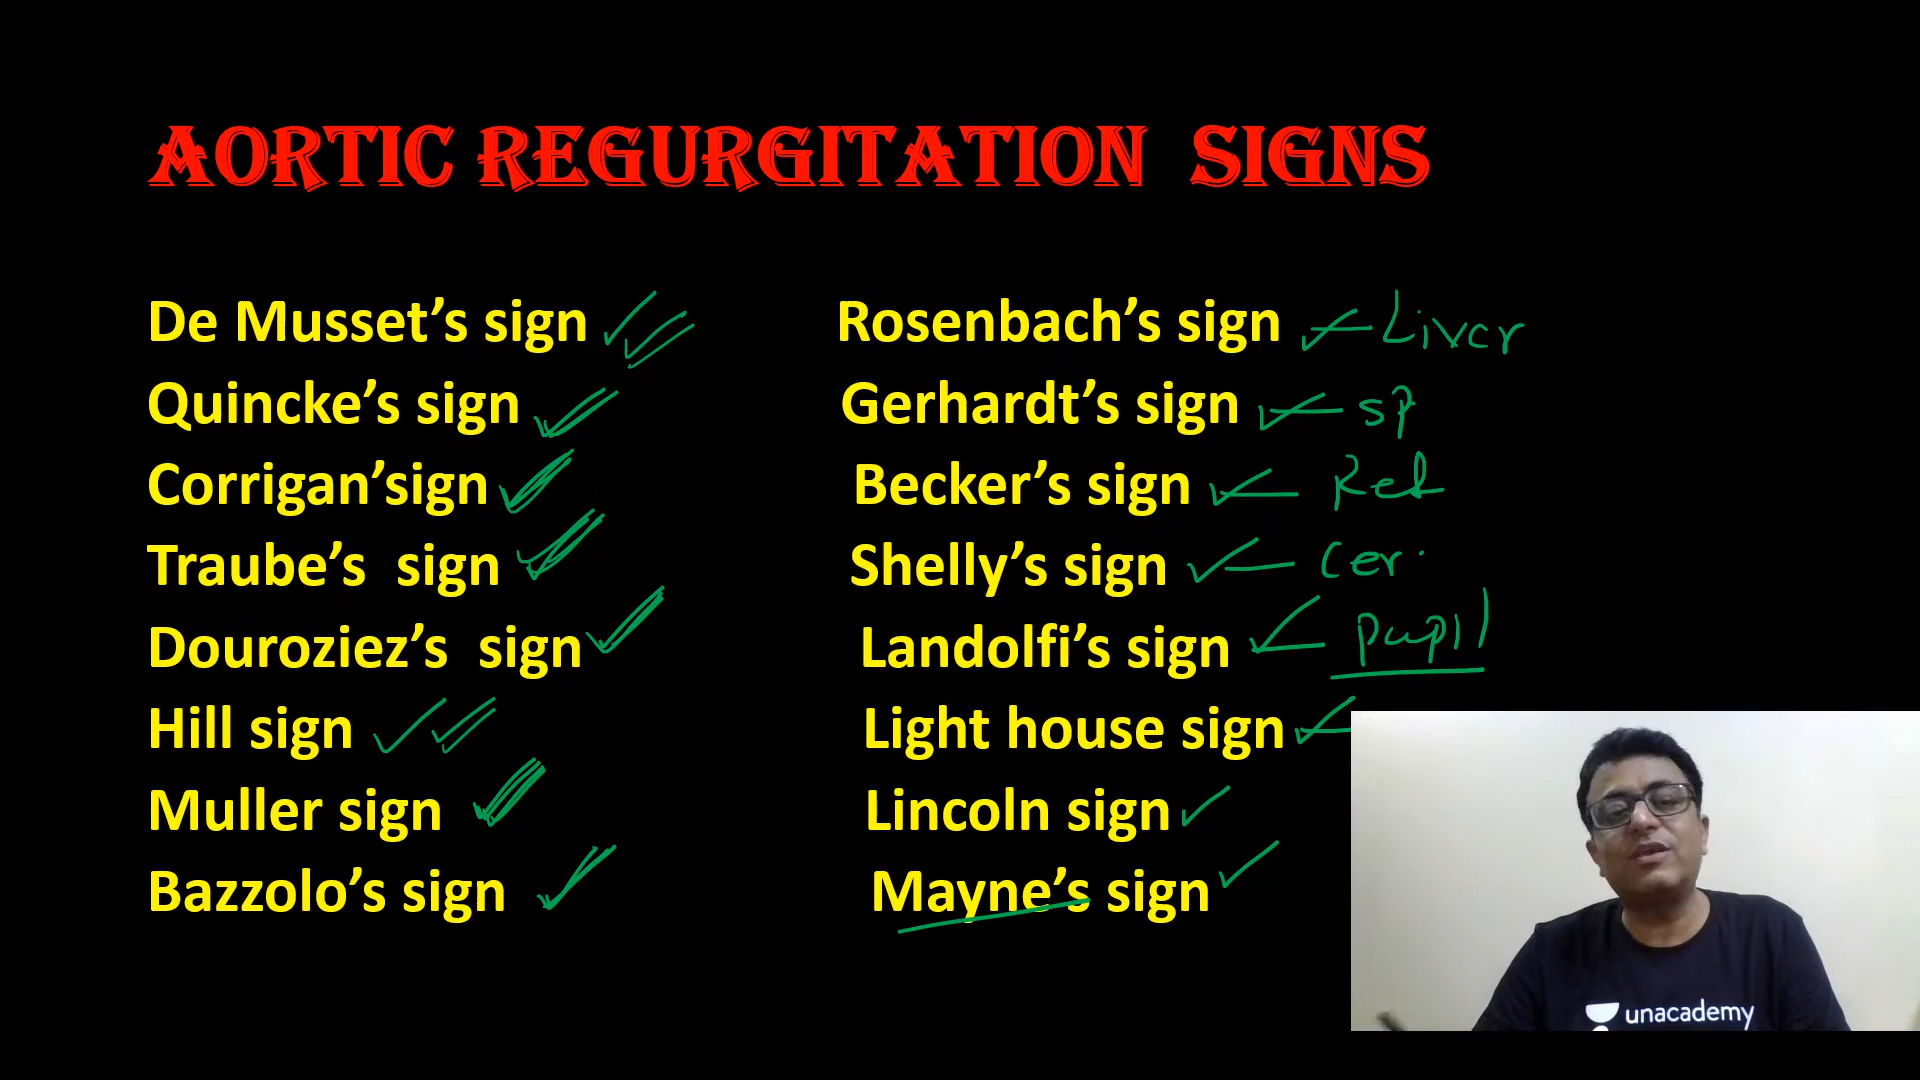 AORTIC REGURGITATION SIGNS
De Musset’s sign
Quincke’s sign
Corrigan’sign
Traube’s sign
Douroziez’s sign
Hill sign
Muller sign
Bazzolo’s sign
Rosenbach’s sign Liver
Gerhardt’s sign sp
Becker’s sign Ret
Shelly’s sign Cer.
Landolfi’s sign pupil
Light house sign
Lincoln sign
Mayne’s sign
unacademy